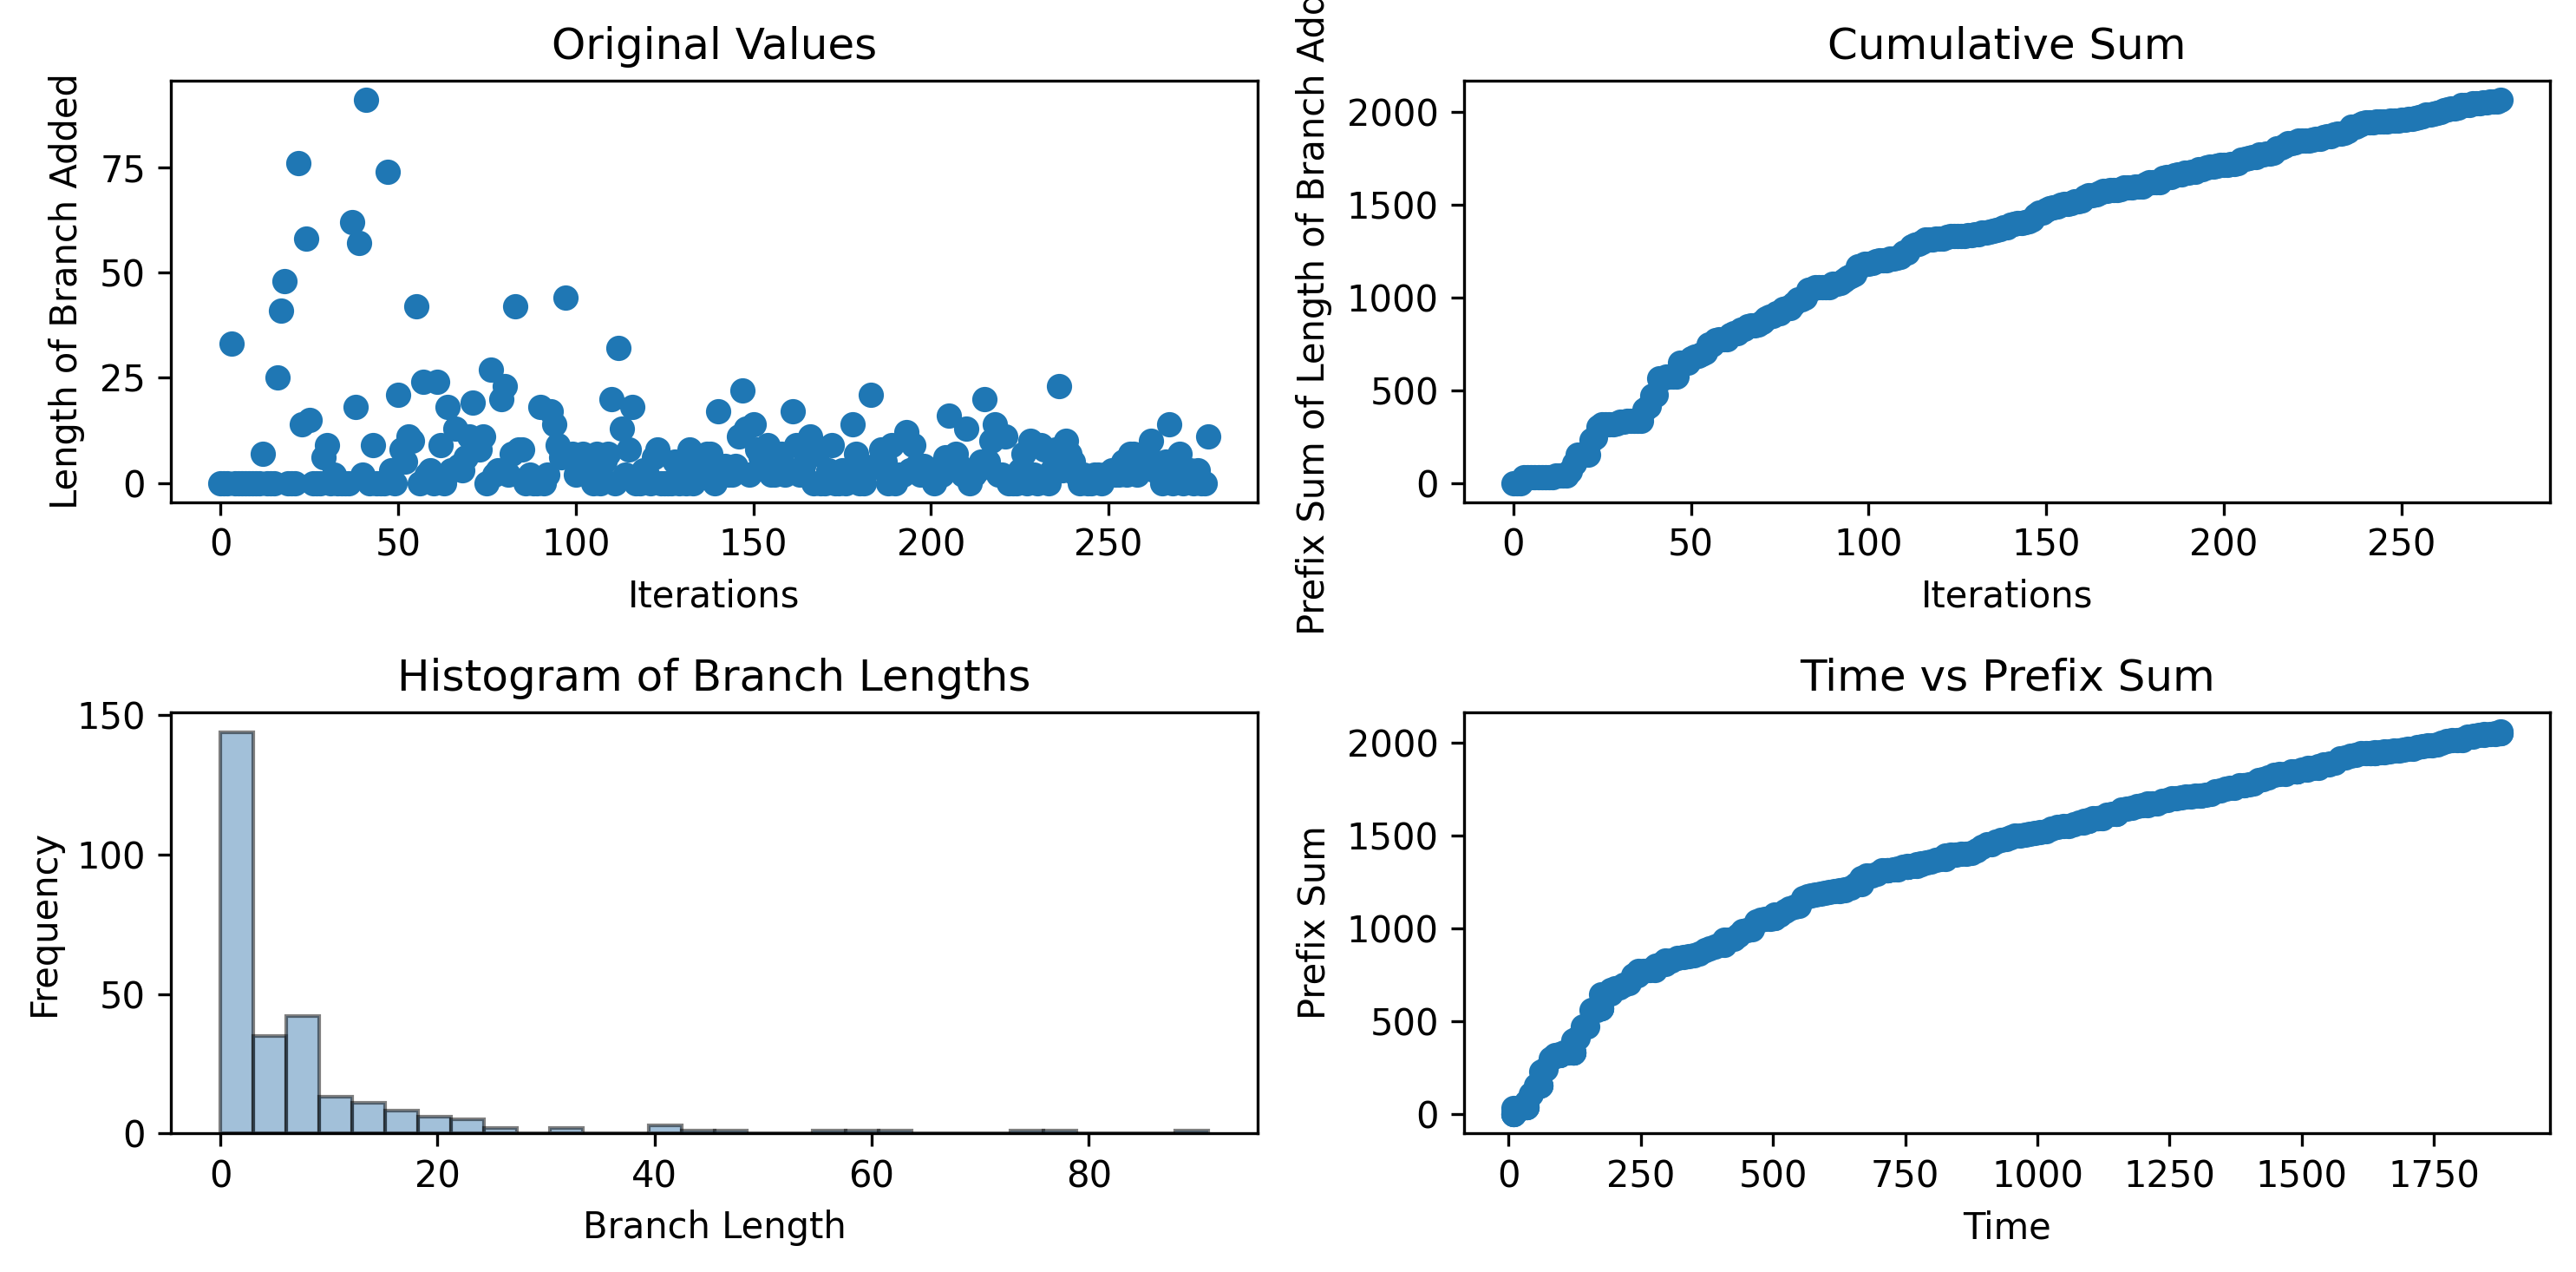 Original Values
Length of Branch Added
75
50
25
0
0 50 100 150 200 250
Iterations
Cumulative Sum
Prefix Sum of Length of Branch
2000
1500
1000
500
0
0 50 100 150 200 250
Iterations
Histogram of Branch Lengths
Frequency
150
100
50
0
0 20 40 60 80
Branch Length
Time vs Prefix Sum
Prefix Sum
2000
1500
1000
500
0
0 250 500 750 1000 1250 1500 1750
Time